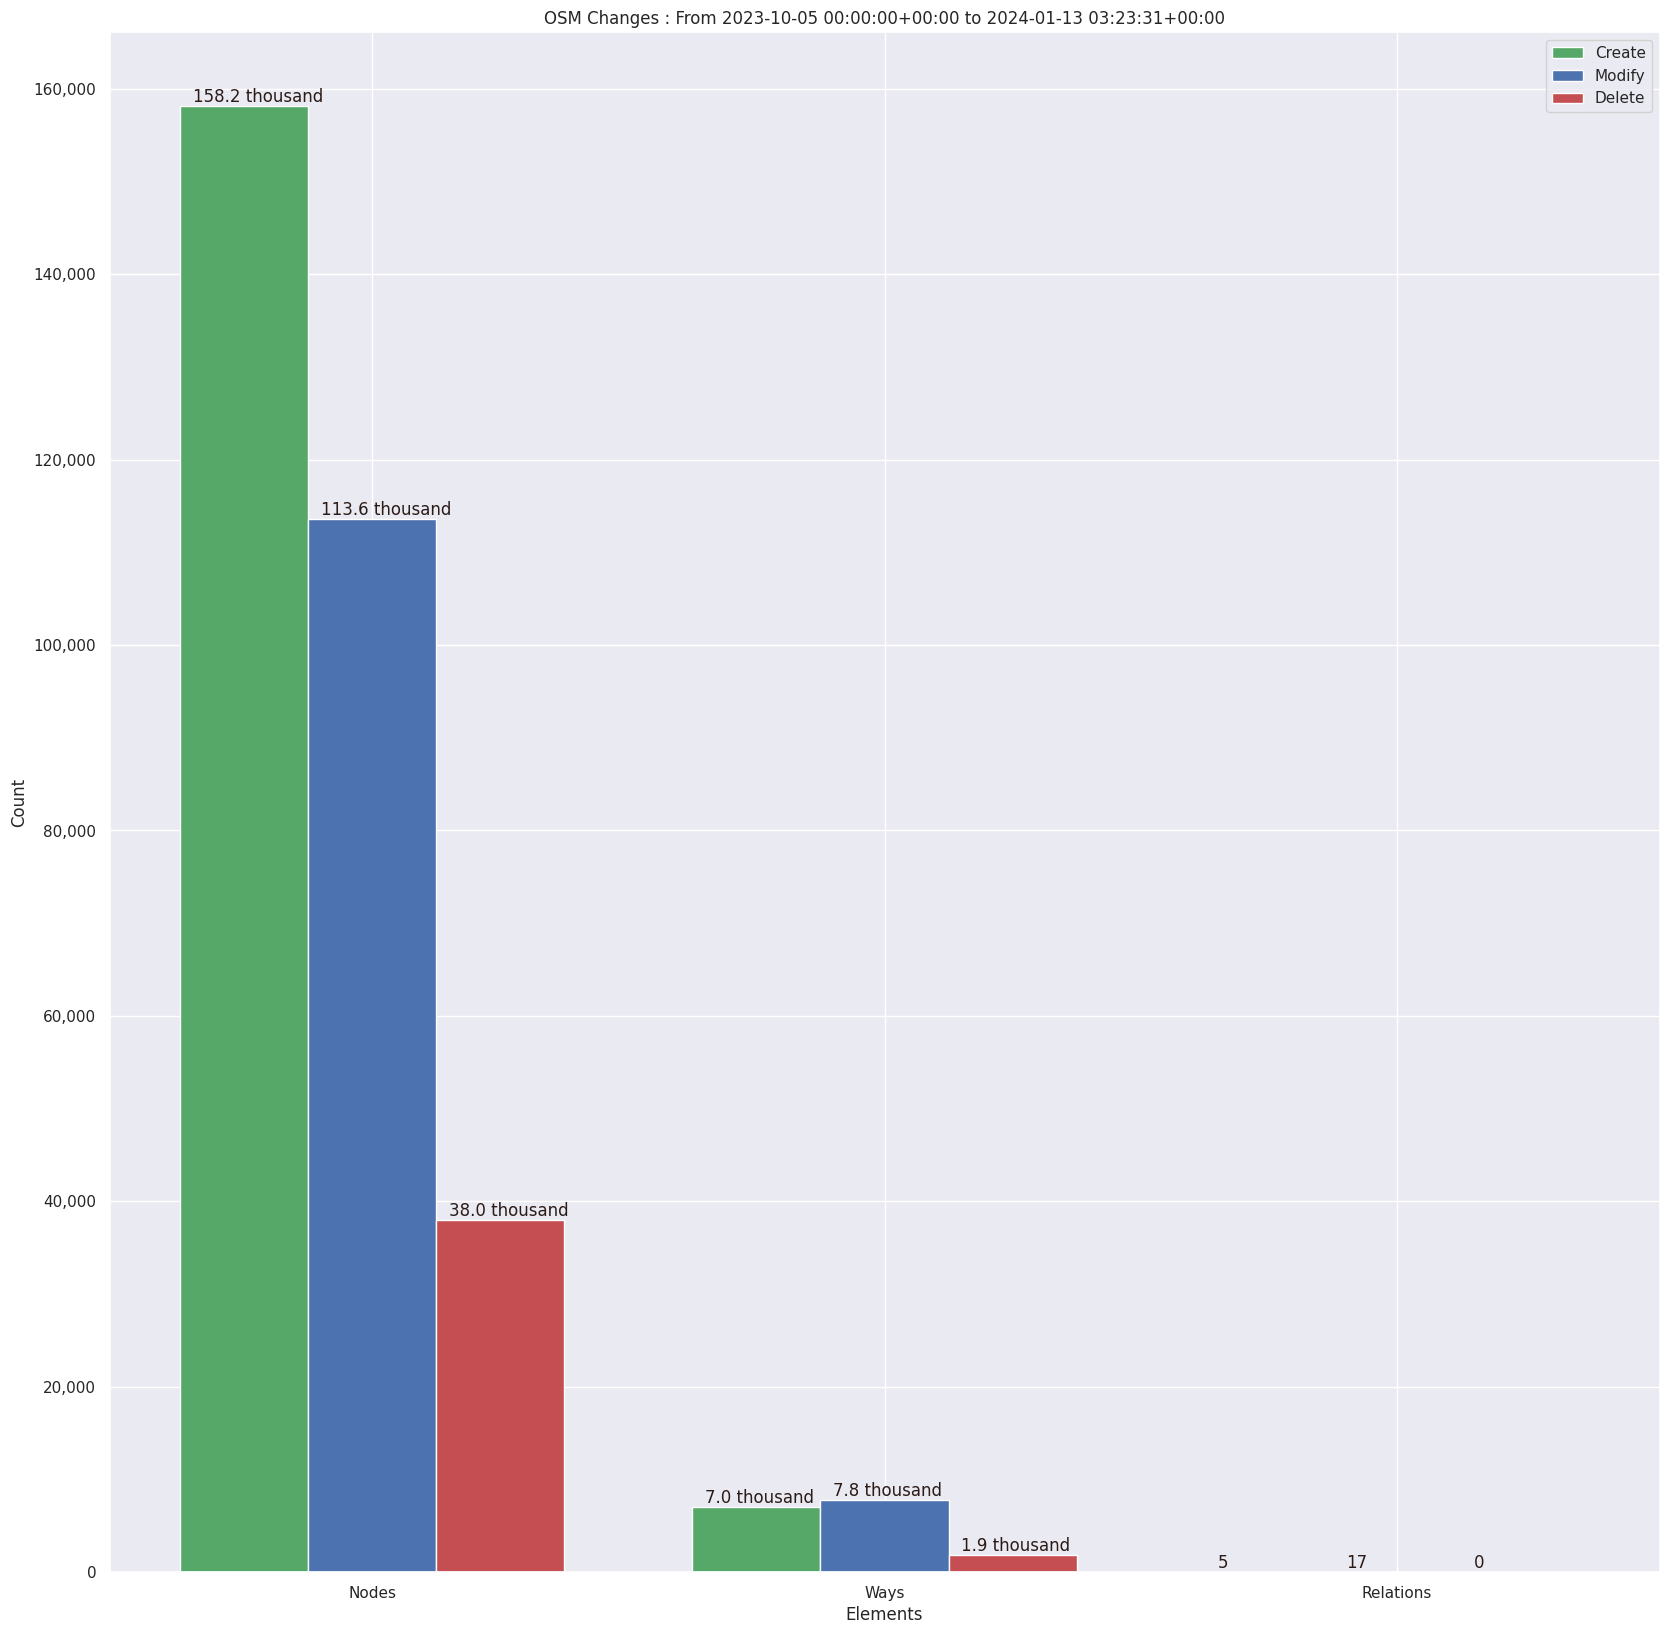 OSM Changes : From 2023-10-05 00:00:00+00:00 to 2024-01-13 03:23:31+00:00
Create
Modify
Delete
160,000
140,000
120,000
100,000
80,000
60,000
40,000
20,000
0
Count
158.2 thousand
113.6 thousand
38.0 thousand
7.0 thousand
7.8 thousand
1.9 thousand
5
17
0
Nodes
Ways
Relations
Elements